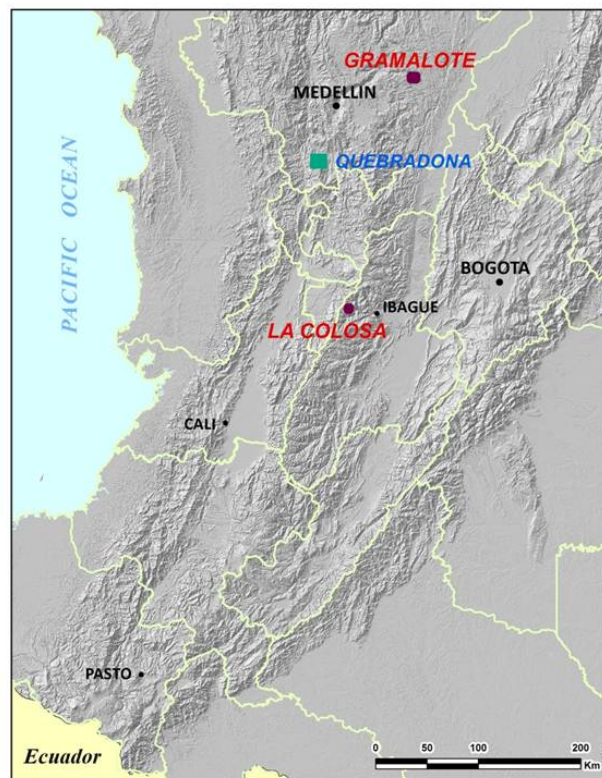 GRAMALOTE
MEDELLIN
QUEBRADONA
PACIFIC OCEAN
BOGOTA
IBAGUE
LA COLOSA
CALI
PASTO
Ecuador
0 50 100 200
Km